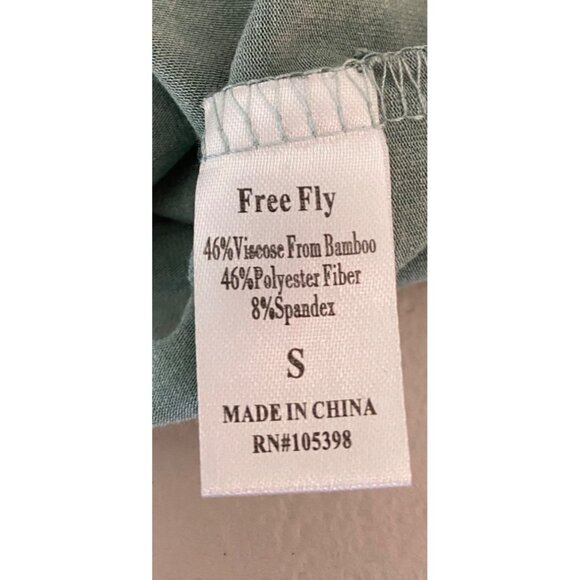 Free Fly
46%Viscose From Bamboo
46%Polyester Fiber
8%Spandex
S
MADE IN CHINA
RN#105398